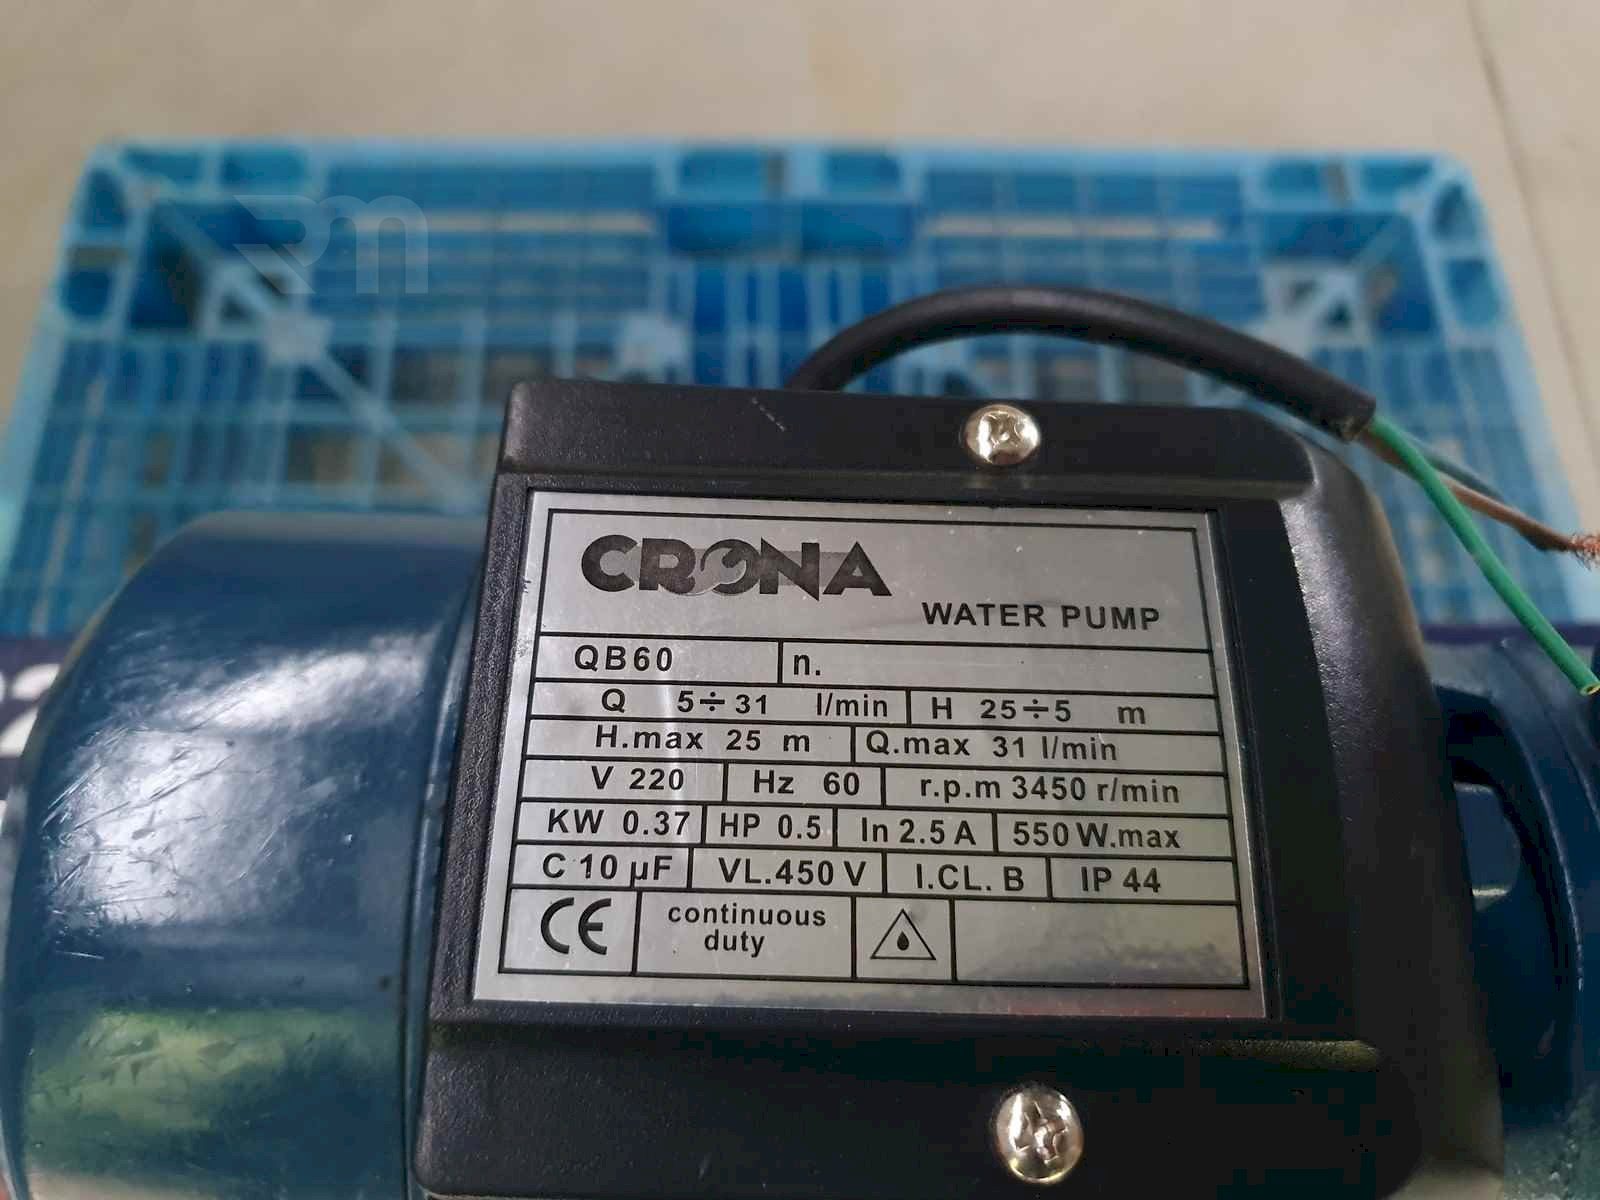 rm
CRONA
WATER PUMP
QB60 n.
Q 5÷31 l/min H 25÷5 m
H.max 25 m Q.max 31 l/min
V 220 Hz 60 r.p.m 3450 r/min
KW 0.37 HP 0.5 In 2.5 A 550 W.max
C 10 µF VL.450 V I.CL. B IP 44
CE continuous
duty